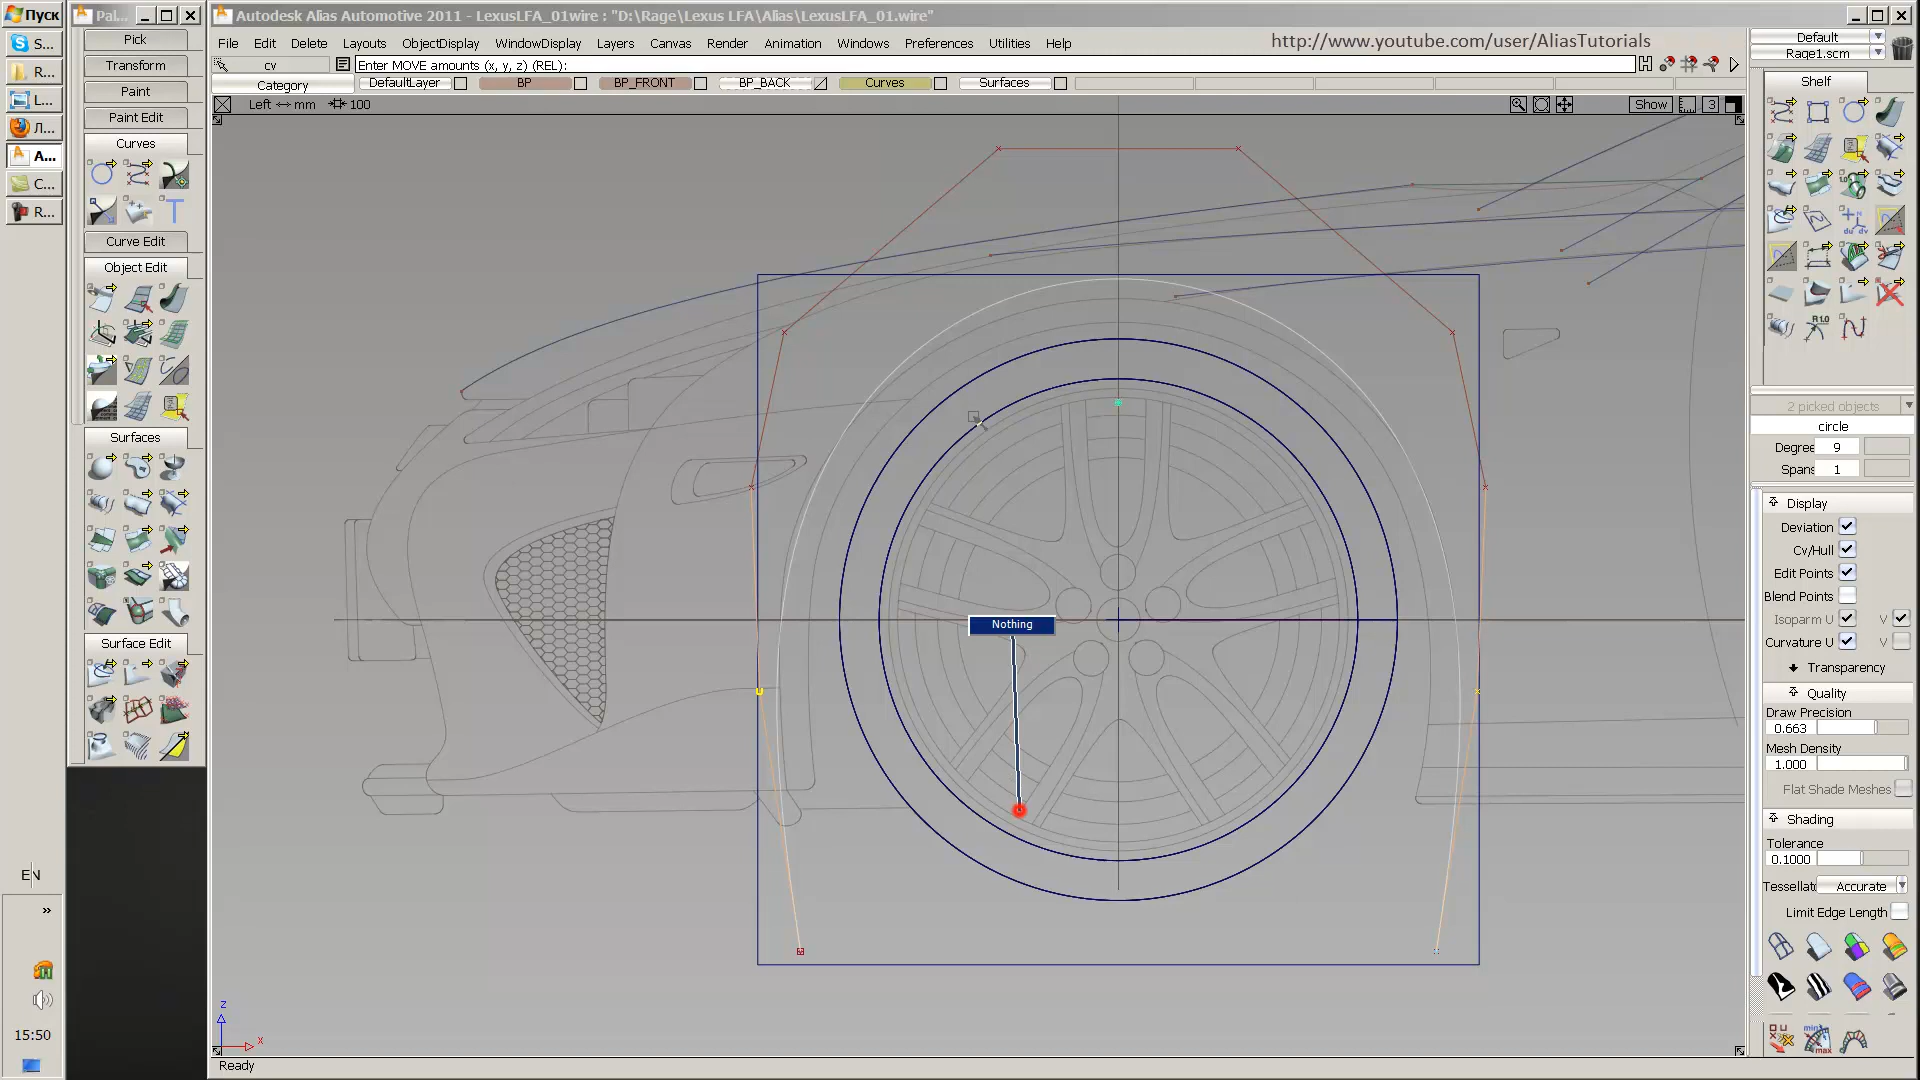 Пуск
S...
R...
L...
Л...
A...
C...
R...
EN
»
15:50
Pal...
Pick
Transform
Paint
Paint Edit
Curves
Curve Edit
Object Edit
Surfaces
Surface Edit
Autodesk Alias Automotive 2011 - LexusLFA_01wire : "D:\Rage\Lexus LFA\Alias\LexusLFA_01.wire"
File Edit Delete Layouts ObjectDisplay WindowDisplay Layers Canvas Render Animation Windows Preferences Utilities Help
http://www.youtube.com/user/AliasTutorials
cv
Enter MOVE amounts (x, y, z) (REL):
Category DefaultLayer BP BP_FRONT BP_BACK Curves Surfaces
Left ↔ mm 100
Show
3
Nothing
z
x
Ready
Default
Rage1.scm
Shelf
2 picked objects
circle
Degree 9
Spans 1
Display
Deviation
Cv/Hull
Edit Points
Blend Points
Isoparm U V
Curvature U V
Transparency
Quality
Draw Precision
0.663
Mesh Density
1.000
Flat Shade Meshes
Shading
Tolerance
0.1000
Tessellat Accurate
Limit Edge Length